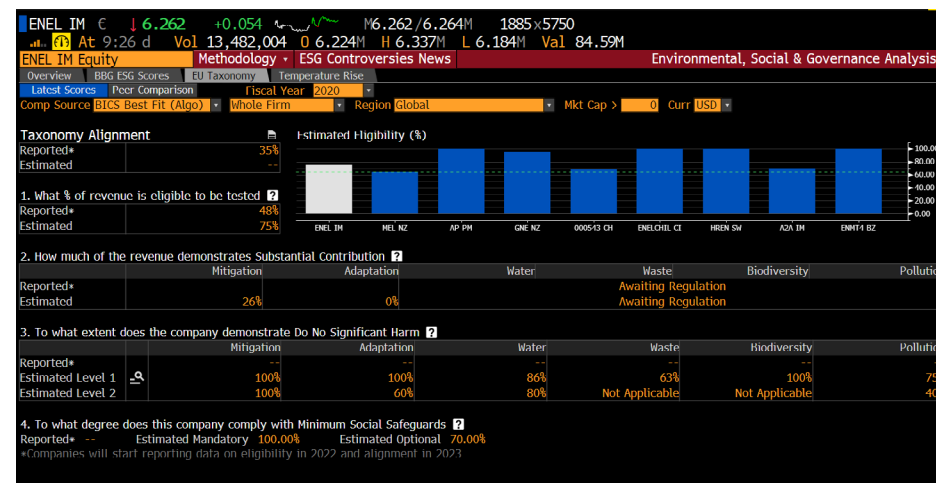 ENEL IM € ↓ 6.262 +0.054 M6.262/6.264M 1885×5750
At 9:26 d Vol 13,482,004 O 6.224M H 6.337M L 6.184M Val 84.59M
ENEL IM Equity Methodology ESG Controversies News Environmental, Social & Governance Analysis
Overview BBG ESG Scores EU Taxonomy Temperature Rise
Latest Scores Peer Comparison Fiscal Year 2020
Comp Source BICS Best Fit (Algo) Whole Firm Region Global Mkt Cap > 0 Curr USD
Taxonomy Alignment Estimated Eligibility (%)
Reported* 35%
Estimated --
100.00
80.00
60.00
40.00
20.00
0.00
1. What % of revenue is eligible to be tested ?
Reported* 48%
Estimated 75%
ENEL IM MEL NZ AP PM GNE NZ 000543 CH ENELCHIL CI HREN SW A2A IM ENMT4 BZ
2. How much of the revenue demonstrates Substantial Contribution ?
Mitigation Adaptation Water Waste Biodiversity Pollutio
Reported* Awaiting Regulation
Estimated 26% 0% Awaiting Regulation
3. To what extent does the company demonstrate Do No Significant Harm ?
Mitigation Adaptation Water Waste Biodiversity Pollutio
Reported* -- -- -- -- -- --
Estimated Level 1 100% 100% 86% 63% 100% 75
Estimated Level 2 100% 60% 80% Not Applicable Not Applicable 40
4. To what degree does this company comply with Minimum Social Safeguards ?
Reported* -- Estimated Mandatory 100.00% Estimated Optional 70.00%
*Companies will start reporting data on eligibility in 2022 and alignment in 2023